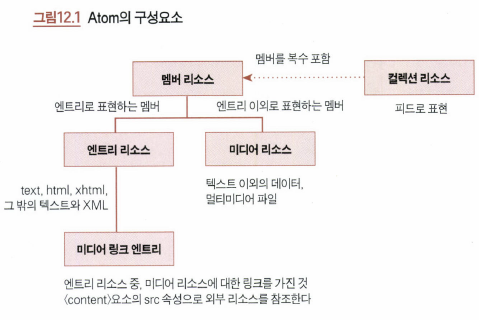 그림12.1 Atom의 구성요소
멤버를 복수 포함
멤버 리소스
컬렉션 리소스
엔트리로 표현하는 멤버
엔트리 이외로 표현하는 멤버
피드로 표현
엔트리 리소스
미디어 리소스
text, html, xhtml,
그 밖의 텍스트와 XML
텍스트 이외의 데이터,
멀티미디어 파일
미디어 링크 엔트리
엔트리 리소스 중, 미디어 리소스에 대한 링크를 가진 것
〈content〉요소의 src 속성으로 외부 리소스를 참조한다